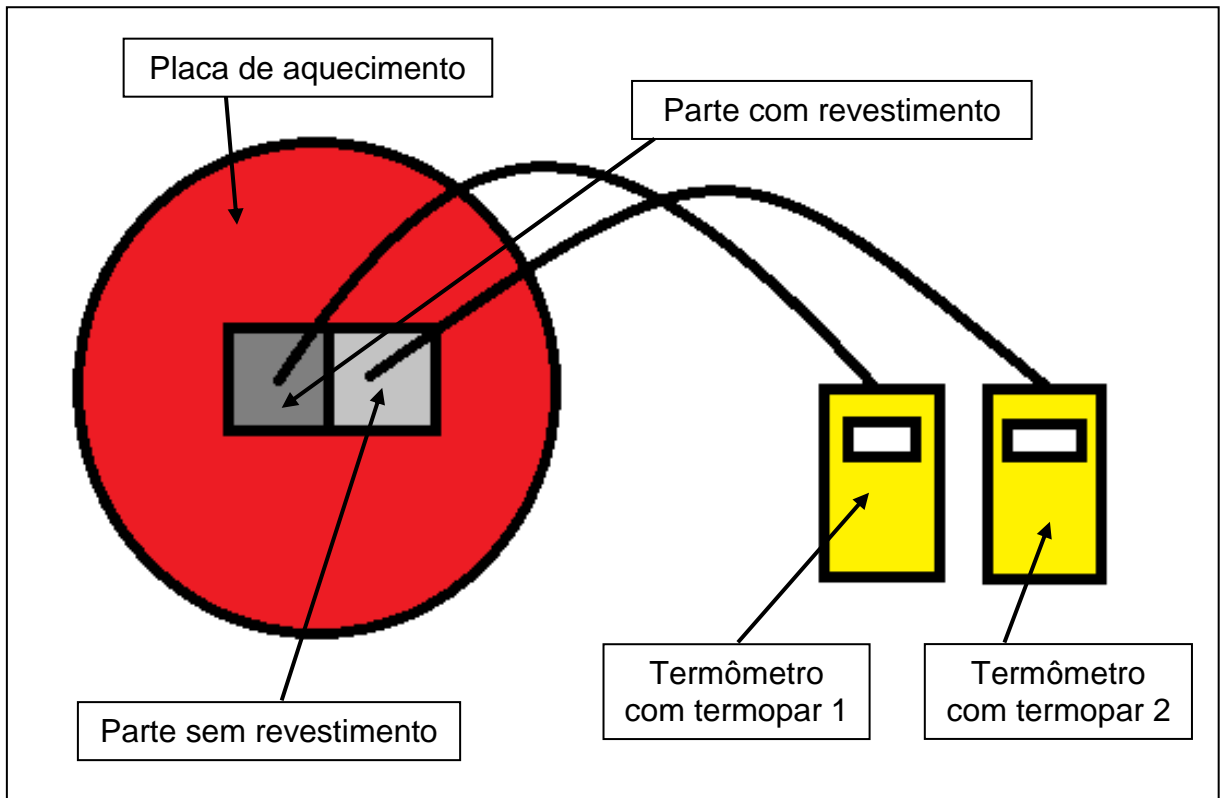 Placa de aquecimento
Parte com revestimento
Termômetro
com termopar 1
Termômetro
com termopar 2
Parte sem revestimento